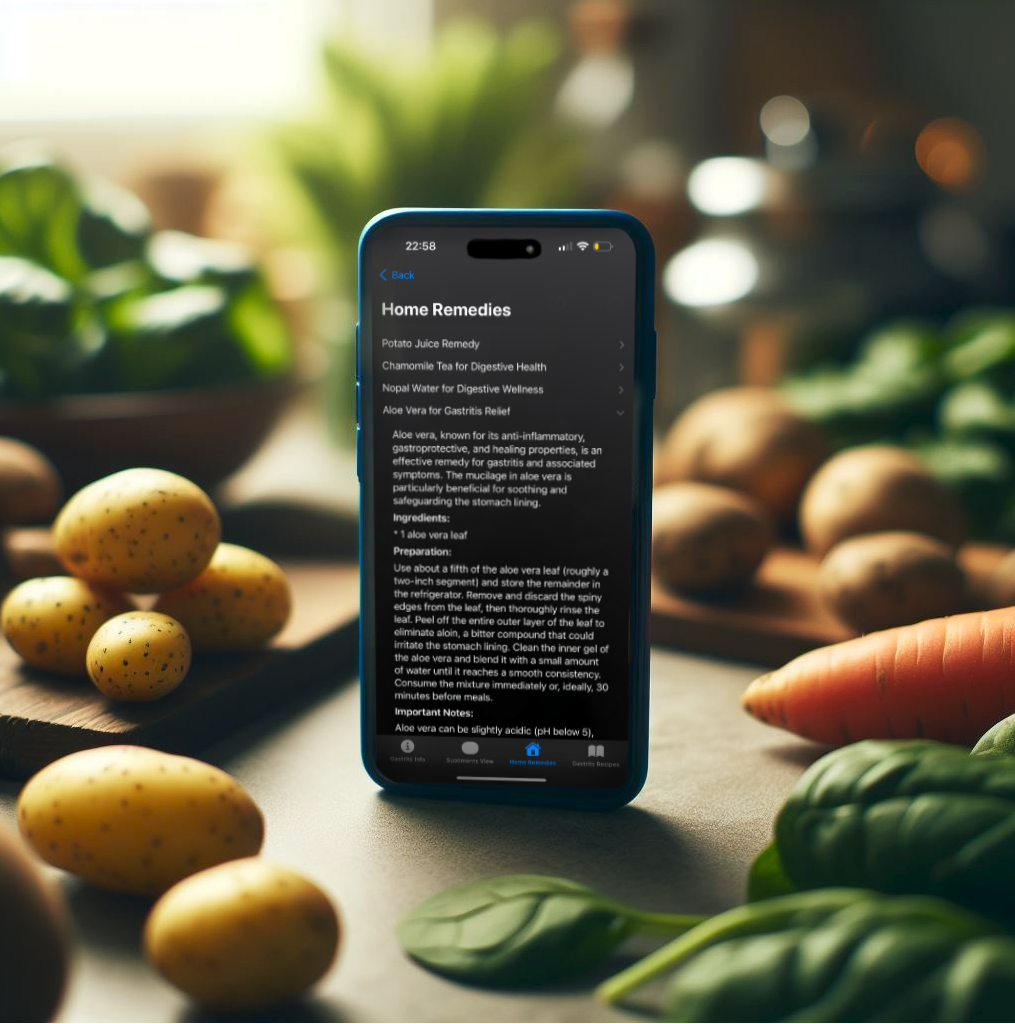 22:58
Back
Home Remedies
Potato Juice Remedy
Chamomile Tea for Digestive Health
Nopal Water for Digestive Wellness
Aloe Vera for Gastritis Relief
Aloe vera, known for its anti-inflammatory,
gastroprotective, and healing properties, is an
effective remedy for gastritis and associated
symptoms. The mucilage in aloe vera is
particularly beneficial for soothing and
safeguarding the stomach lining.
Ingredients:
* 1 aloe vera leaf
Preparation:
Use about a fifth of the aloe vera leaf (roughly a
two-inch segment) and store the remainder in
the refrigerator. Remove and discard the spiny
edges from the leaf, then thoroughly rinse the
leaf. Peel off the entire outer layer of the leaf to
eliminate aloin, a bitter compound that could
irritate the stomach lining. Clean the inner gel of
the aloe vera and blend it with a small amount
of water until it reaches a smooth consistency.
Consume the mixture immediately or, ideally, 30
minutes before meals.
Important Notes:
Aloe vera can be slightly acidic (pH below 5),
Gastritis Info View Home Remedies Gastritis Recipes